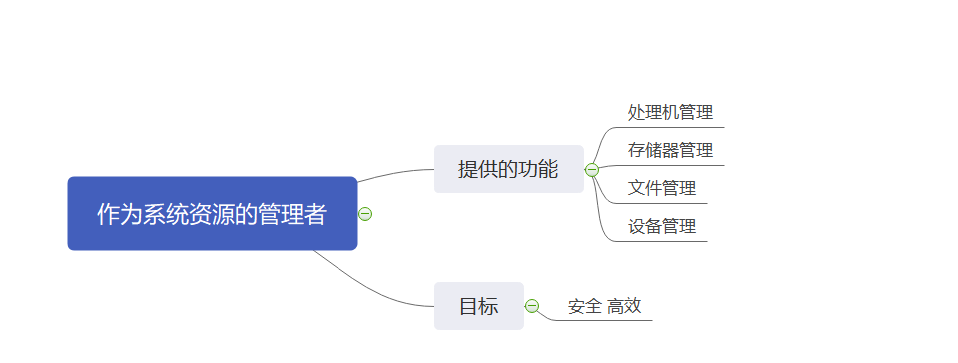 作为系统资源的管理者
提供的功能
处理机管理
存储器管理
文件管理
设备管理
目标
安全 高效